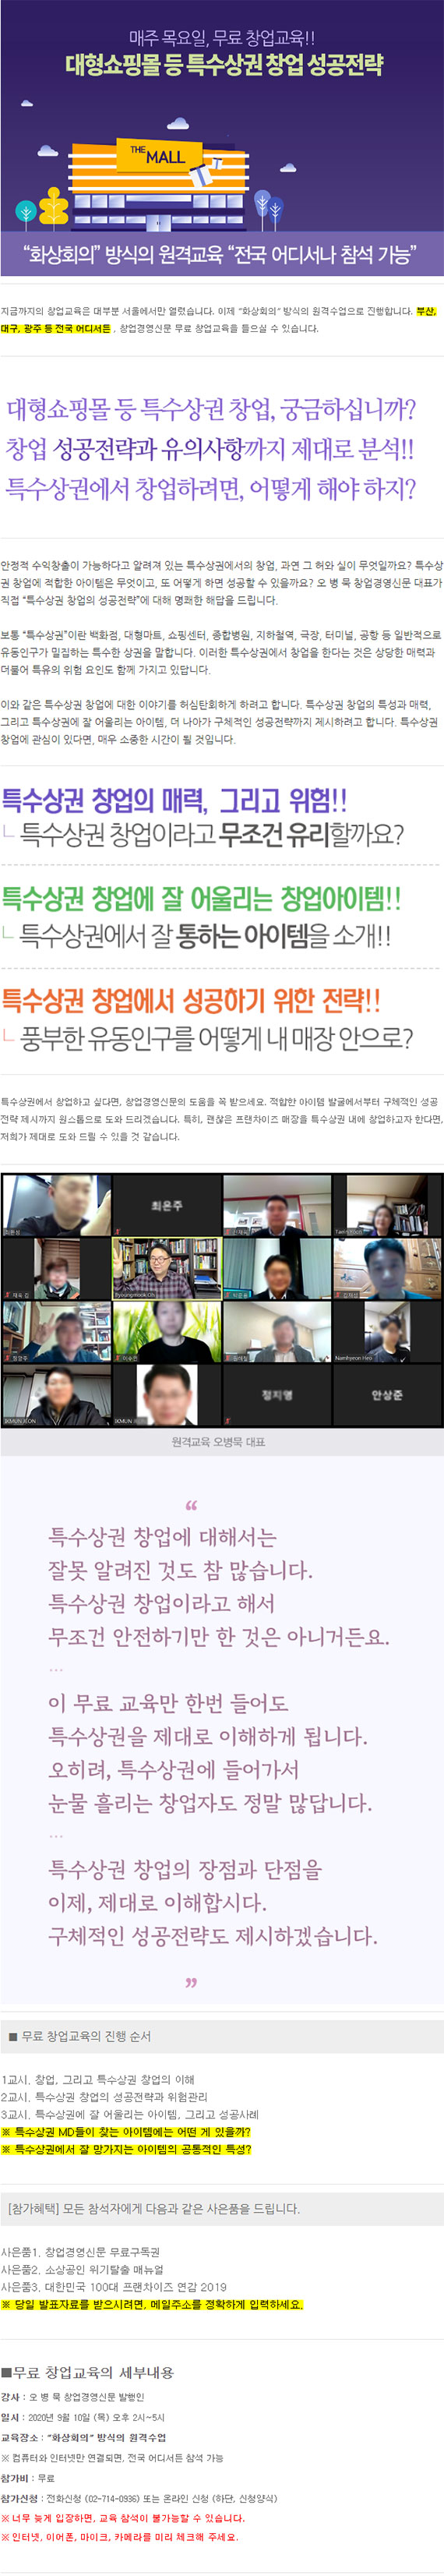 매주 목요일, 무료 창업교육!!
대형쇼핑몰 등 특수상권 창업 성공전략
THE MALL
“화상회의” 방식의 원격교육 “전국 어디서나 참석 가능”
지금까지의 창업교육은 대부분 서울에서만 열렸습니다. 이제 “화상회의” 방식의 원격수업으로 진행합니다. 부산,
대구, 광주 등 전국 어디서든 , 창업경영신문 무료 창업교육을 들으실 수 있습니다.
대형쇼핑몰 등 특수상권 창업, 궁금하십니까?
창업 성공전략과 유의사항까지 제대로 분석!!
특수상권에서 창업하려면, 어떻게 해야 하지?
안정적 수익창출이 가능하다고 알려져 있는 특수상권에서의 창업, 과연 그 허와 실이 무엇일까요? 특수상
권 창업에 적합한 아이템은 무엇이고, 또 어떻게 하면 성공할 수 있을까요? 오 병 묵 창업경영신문 대표가
직접 “특수상권 창업의 성공전략”에 대해 명쾌한 해답을 드립니다.
보통 “특수상권”이란 백화점, 대형마트, 쇼핑센터, 종합병원, 지하철역, 극장, 터미널, 공항 등 일반적으로
유동인구가 밀집하는 특수한 상권을 말합니다. 이러한 특수상권에서 창업을 한다는 것은 상당한 매력과
더불어 특유의 위험 요인도 함께 가지고 있답니다.
이와 같은 특수상권 창업에 대한 이야기를 허심탄회하게 하려고 합니다. 특수상권 창업의 특성과 매력,
그리고 특수상권에 잘 어울리는 아이템, 더 나아가 구체적인 성공전략까지 제시하려고 합니다. 특수상권
창업에 관심이 있다면, 매우 소중한 시간이 될 것입니다.
특수상권 창업의 매력, 그리고 위험!!
ㄴ 특수상권 창업이라고 무조건 유리할까요?
특수상권 창업에 잘 어울리는 창업아이템!!
ㄴ 특수상권에서 잘 통하는 아이템을 소개!!
특수상권 창업에서 성공하기 위한 전략!!
ㄴ 풍부한 유동인구를 어떻게 내 매장 안으로?
특수상권에서 창업하고 싶다면, 창업경영신문의 도움을 꼭 받으세요. 적합한 아이템 발굴에서부터 구체적인 성공
전략 제시까지 원스톱으로 도와 드리겠습니다. 특히, 괜찮은 프랜차이즈 매장을 특수상권 내에 창업하고자 한다면,
저희가 제대로 도와 드릴 수 있을 것 같습니다.
최은주
정지영
안상준
IKMUN JEON
원격교육 오병묵 대표
“
특수상권 창업에 대해서는
잘못 알려진 것도 참 많습니다.
특수상권 창업이라고 해서
무조건 안전하기만 한 것은 아니거든요.
...
이 무료 교육만 한번 들어도
특수상권을 제대로 이해하게 됩니다.
오히려, 특수상권에 들어가서
눈물 흘리는 창업자도 정말 많답니다.
...
특수상권 창업의 장점과 단점을
이제, 제대로 이해합시다.
구체적인 성공전략도 제시하겠습니다.
”
■ 무료 창업교육의 진행 순서
1교시. 창업, 그리고 특수상권 창업의 이해
2교시. 특수상권 창업의 성공전략과 위험관리
3교시. 특수상권에 잘 어울리는 아이템, 그리고 성공사례
※ 특수상권 MD들이 찾는 아이템에는 어떤 게 있을까?
※ 특수상권에서 잘 망가지는 아이템의 공통적인 특성?
[참가혜택] 모든 참석자에게 다음과 같은 사은품을 드립니다.
사은품1. 창업경영신문 무료구독권
사은품2. 소상공인 위기탈출 매뉴얼
사은품3. 대한민국 100대 프랜차이즈 연감 2019
※ 당일 발표자료를 받으시려면, 메일주소를 정확하게 입력하세요.
■무료 창업교육의 세부내용
강사 : 오 병 묵 창업경영신문 발행인
일시 : 2020년 9월 10일 (목) 오후 2시~5시
교육장소 : “화상회의” 방식의 원격수업
※ 컴퓨터와 인터넷만 연결되면, 전국 어디서든 참석 가능
참가비 : 무료
참가신청 : 전화신청 (02-714-0936) 또는 온라인 신청 (하단, 신청양식)
※ 너무 늦게 입장하면, 교육 참석이 불가능할 수 있습니다.
※ 인터넷, 이어폰, 마이크, 카메라를 미리 체크해 주세요.